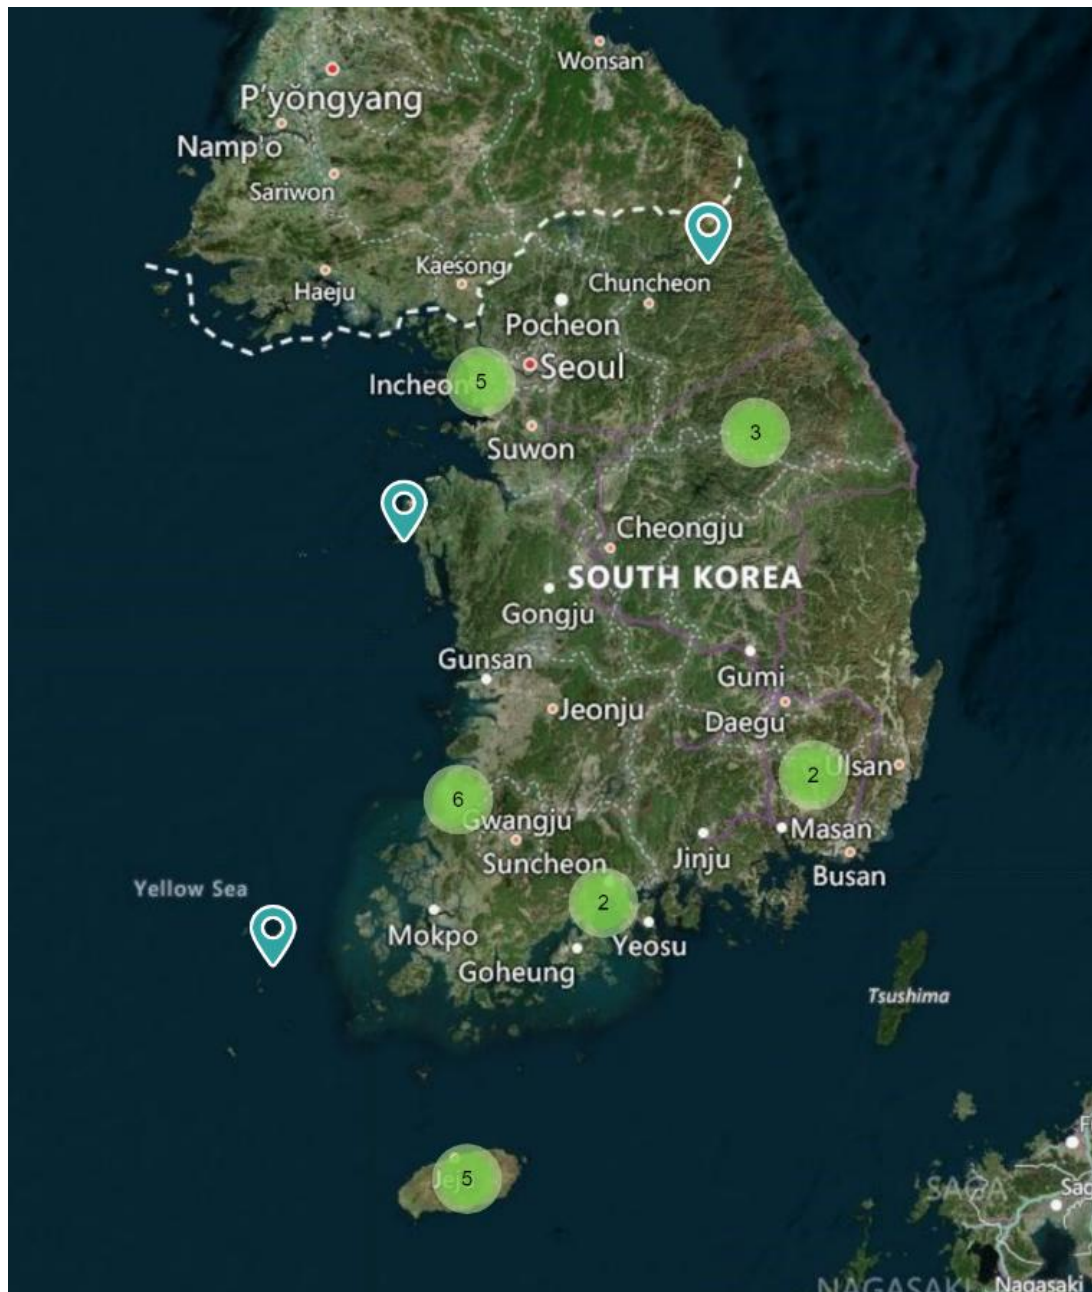 Wonsan
P'yŏngyang
Namp'o
Sariwon
Kaesong
Haeju
Chuncheon
Pocheon
Seoul
Incheon
5
3
Suwon
Cheongju
SOUTH KOREA
Gongju
Gunsan
Gumi
Jeonju
Daegu
Ulsan
2
6
Gwangju
Masan
Suncheon
Jinju
Busan
Yellow Sea
2
Mokpo
Yeosu
Goheung
Tsushima
5
SAGA
NAGASAKI
Nagasaki